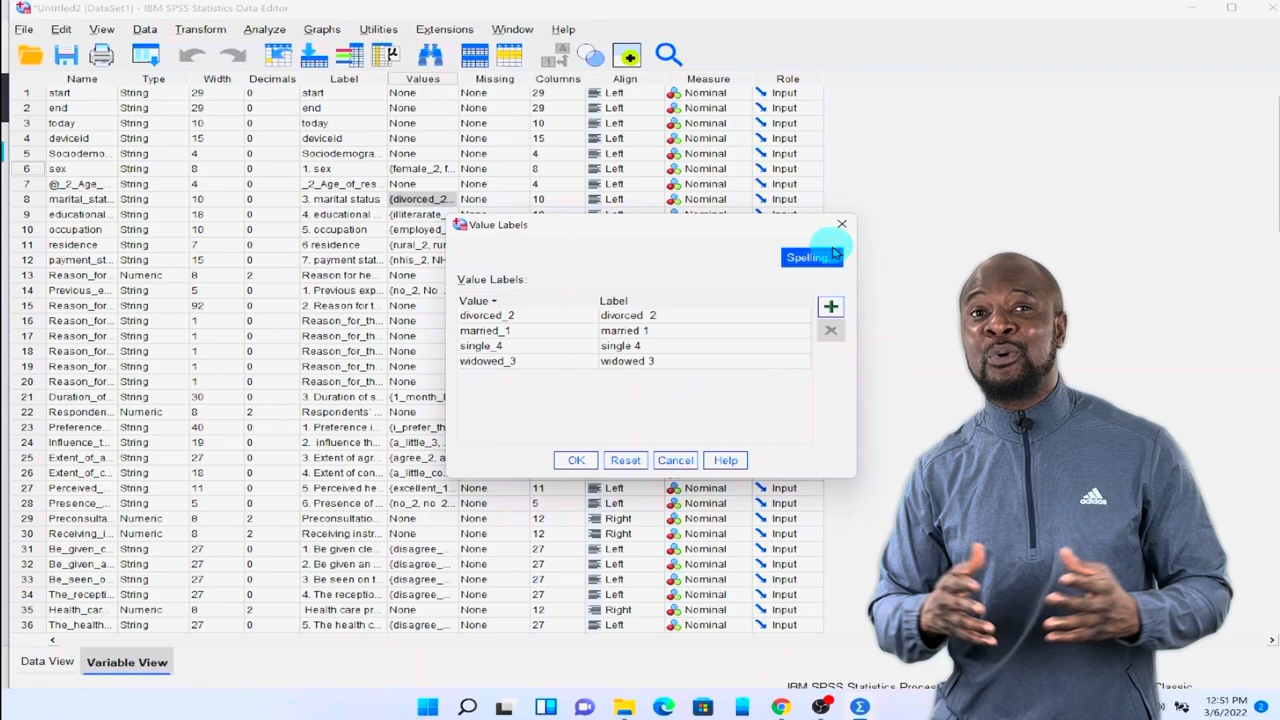 *Untitled2 [DataSet1] - IBM SPSS Statistics Data Editor
File Edit View Data Transform Analyze Graphs Utilities Extensions Window Help
Name Type Width Decimals Label Values Missing Columns Align Measure Role
1 start String 29 0 start None None 29 Left Nominal Input
2 end String 29 0 end None None 29 Left Nominal Input
3 today String 10 0 today None None 10 Left Nominal Input
4 deviceid String 15 0 deviceid None None 15 Left Nominal Input
5 Sociodemo... String 4 0 Sociodemogra... None None 4 Left Nominal Input
6 sex String 8 0 1. sex {female_2, f... None 8 Left Nominal Input
7 @_2_Age_... String 4 0 _2_Age_of_res... None None 4 Left Nominal Input
8 marital_stat... String 10 0 3. marital status {divorced_2... None 10 Left Nominal Input
9 educational... String 18 0 4. educational ... {illiterarate_
10 occupation String 10 0 5. occupation {employed_
11 residence String 7 0 6 residence {rural_2, rur
12 payment_st... String 15 0 7. payment stat... {nhis_2, NH
13 Reason_for... Numeric 8 2 Reason for he... None
14 Previous_e... String 5 0 1. Previous exp... {no_2, No
15 Reason_for... String 92 0 2. Reason for t... None
16 Reason_for... String 1 0 Reason_for_th... None
17 Reason_for... String 1 0 Reason_for_th... None
18 Reason_for... String 1 0 Reason_for_th... None
19 Reason_for... String 1 0 Reason_for_th... None
20 Reason_for... String 1 0 Reason_for_th... None
21 Duration_of... String 30 0 3. Duration of s... {1_month_l
22 Responden... Numeric 8 2 Respondents' ... None
23 Preference... String 40 0 1. Preference i... {i_prefer_th
24 Influence_t... String 19 0 2. influence th... {a_little_3,
25 Extent_of_a... String 27 0 3. Extent of agr... {agree_2, a
26 Extent_of_c... String 18 0 4. Extent of con... {a_little_co
27 Perceived_... String 11 0 5. Perceived he... {excellent_1... None 11 Left Nominal Input
28 Presence_... String 5 0 6. Presence of... {no_2, no 2... None 5 Left Nominal Input
29 Preconsulta... Numeric 8 2 Preconsultatio... None None 12 Right Nominal Input
30 Receiving_i... Numeric 8 2 Receiving instr... None None 12 Right Nominal Input
31 Be_given_c... String 27 0 1. Be given cle... {disagree_... None 27 Left Nominal Input
32 Be_given_a... String 27 0 2. Be given an ... {disagree_... None 27 Left Nominal Input
33 Be_seen_o... String 27 0 3. Be seen on t... {disagree_... None 27 Left Nominal Input
34 The_recepti... String 27 0 4. The receptio... {disagree_... None 27 Left Nominal Input
35 Health_car... Numeric 8 2 Health care pr... None None 12 Right Nominal Input
36 The_health... String 27 0 5. The health c... {disagree_... None 27 Left Nominal Input
Value Labels
Spelling...
Value Labels:
Value Label
divorced_2 divorced 2
married_1 married 1
single_4 single 4
widowed_3 widowed 3
OK Reset Cancel Help
adidas
Data View Variable View
IBM SPSS Statistics Proces
Classic
12:51 PM
3/6/2022
2